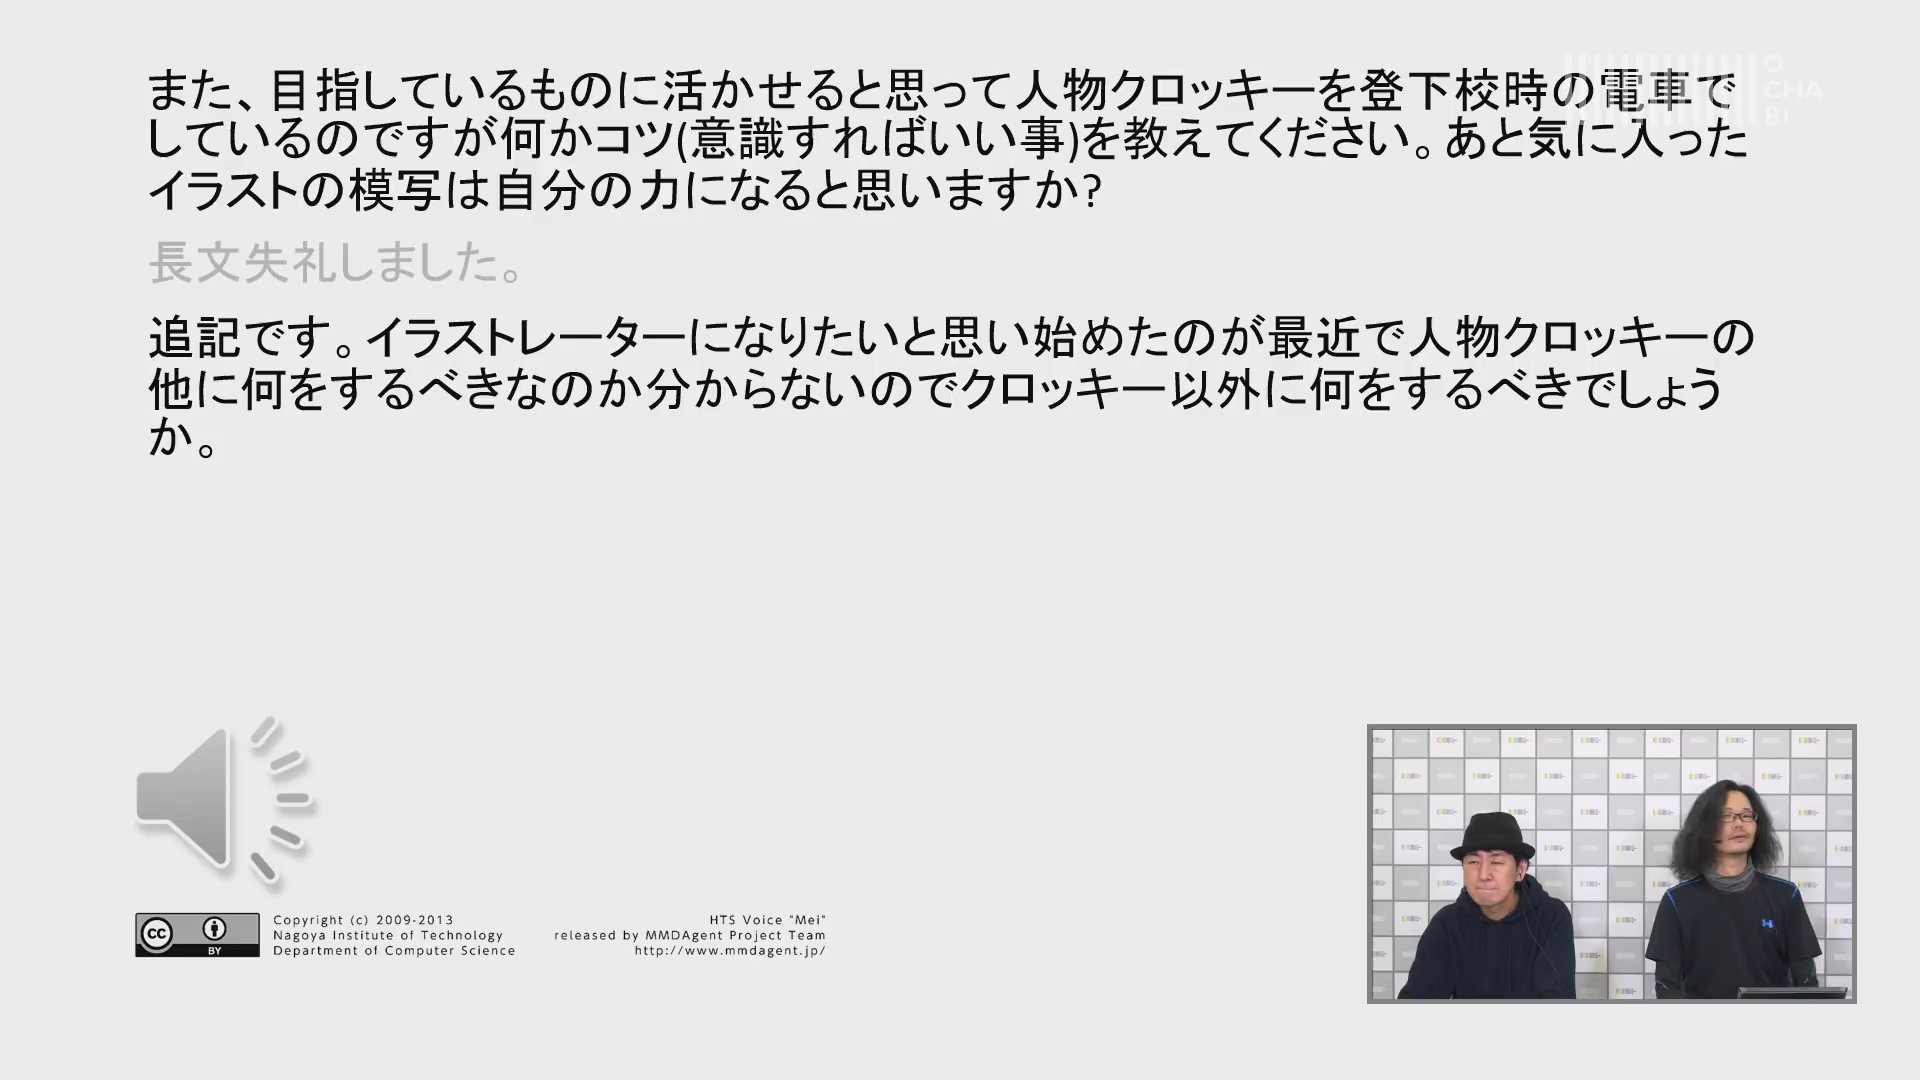 また、目指しているものに活かせると思って人物クロッキーを登下校時の電車で
しているのですが何かコツ(意識すればいい事)を教えてください。あと気に入った
イラストの模写は自分の力になると思いますか?
長文失礼しました。
追記です。イラストレーターになりたいと思い始めたのが最近で人物クロッキーの
他に何をするべきなのか分からないのでクロッキー以外に何をするべきでしょう
か。
O
CHA
BI
cc
BY
Copyright (c) 2009-2013
Nagoya Institute of Technology
Department of Computer Science
HTS Voice "Mei"
released by MMDAgent Project Team
http://www.mmdagent.jp/